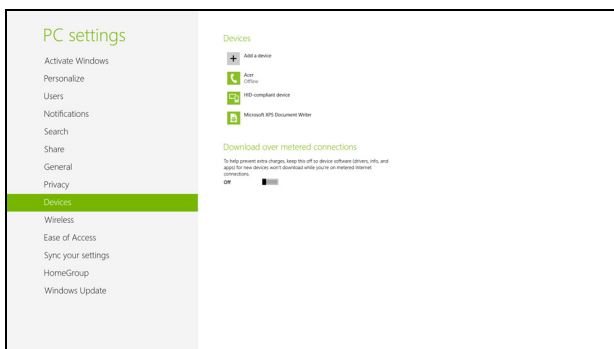 PC settings
Activate Windows
Personalize
Users
Notifications
Search
Share
General
Privacy
Devices
Wireless
Ease of Access
Sync your settings
HomeGroup
Windows Update
Devices
Add a device
Acer
Offline
HID-compliant device
Microsoft XPS Document Writer
Download over metered connections
To help prevent extra charges, keep this off so device software (drivers, info, and
apps) for new devices won't download while you're on metered Internet
connections.
Off